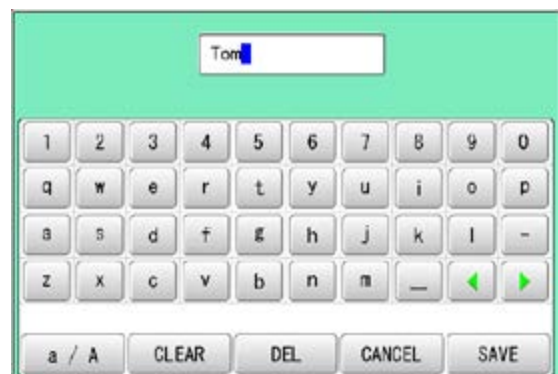 Tom
1 2 3 4 5 6 7 8 9 0
q w e r t y u i o p
a s d f g h j k l -
z x c v b n m _
a / A CLEAR DEL CANCEL SAVE